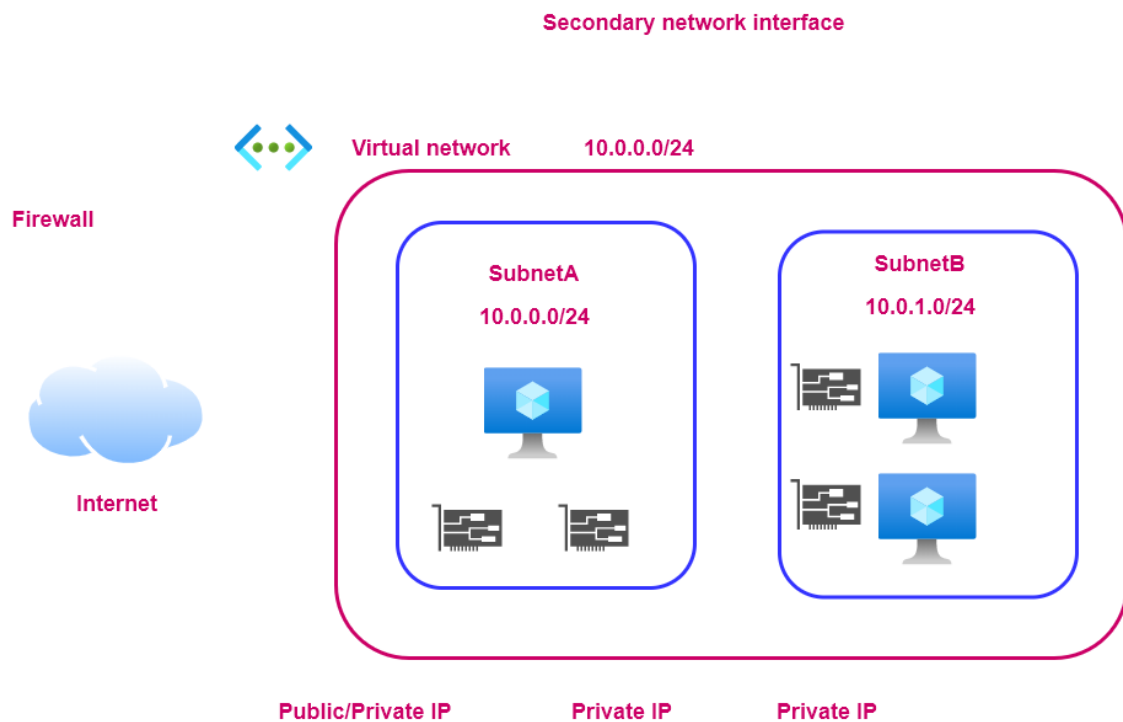 Secondary network interface
Virtual network 10.0.0.0/24
Firewall
SubnetA
10.0.0.0/24
SubnetB
10.0.1.0/24
Internet
Public/Private IP Private IP Private IP